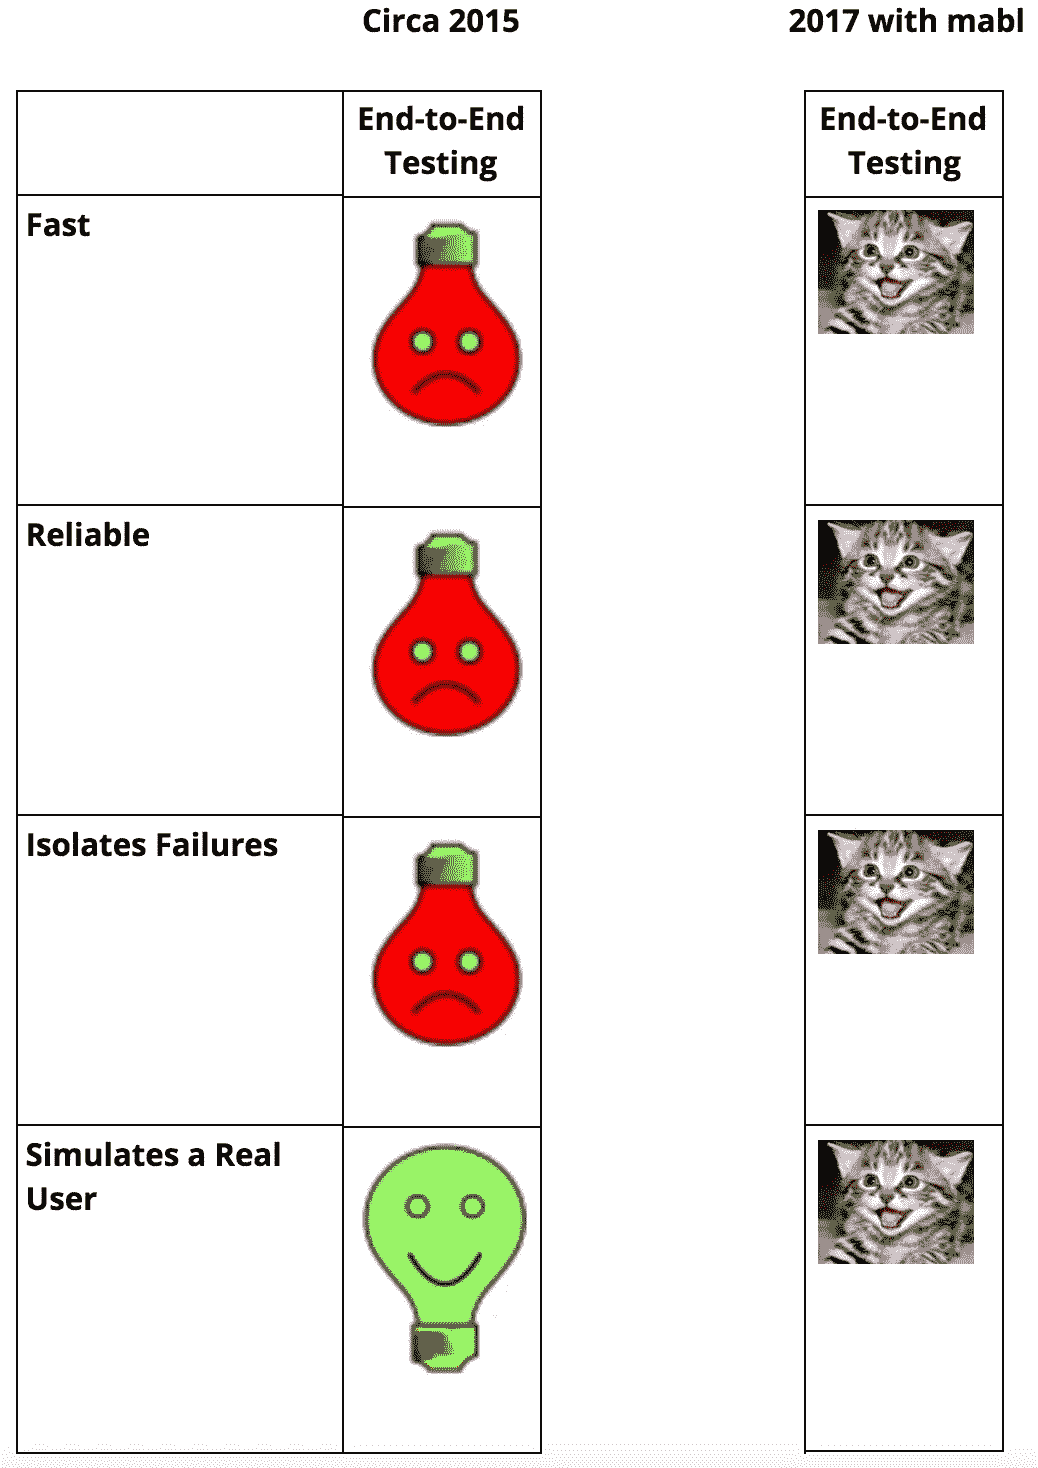 Circa 2015
2017 with mabl
End-to-End
Testing
End-to-End
Testing
Fast
Reliable
Isolates Failures
Simulates a Real
User